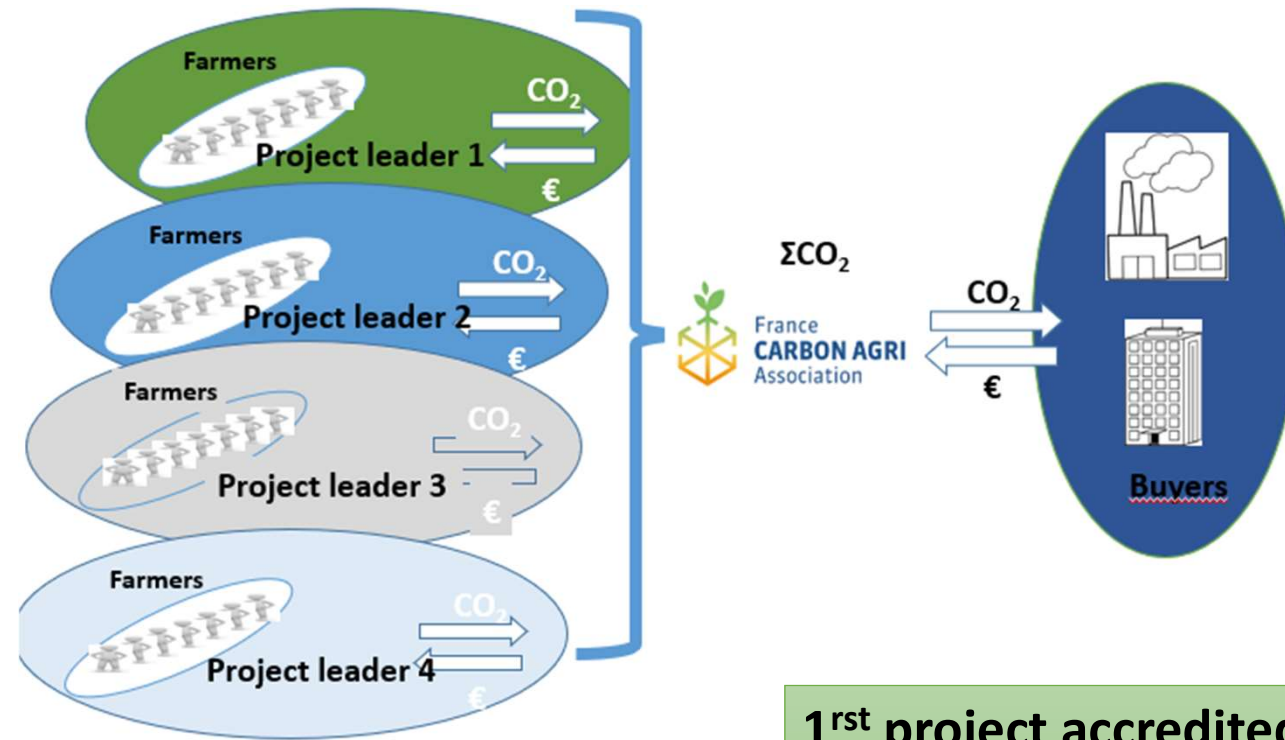 Farmers
CO₂
Project leader 1
€
Farmers
CO₂
Project leader 2
€
Farmers
CO₂
Project leader 3
€
Farmers
CO₂
Project leader 4
€
ΣCO₂
France
CARBON AGRI
Association
CO₂
€
Buyers
1rst project accredited